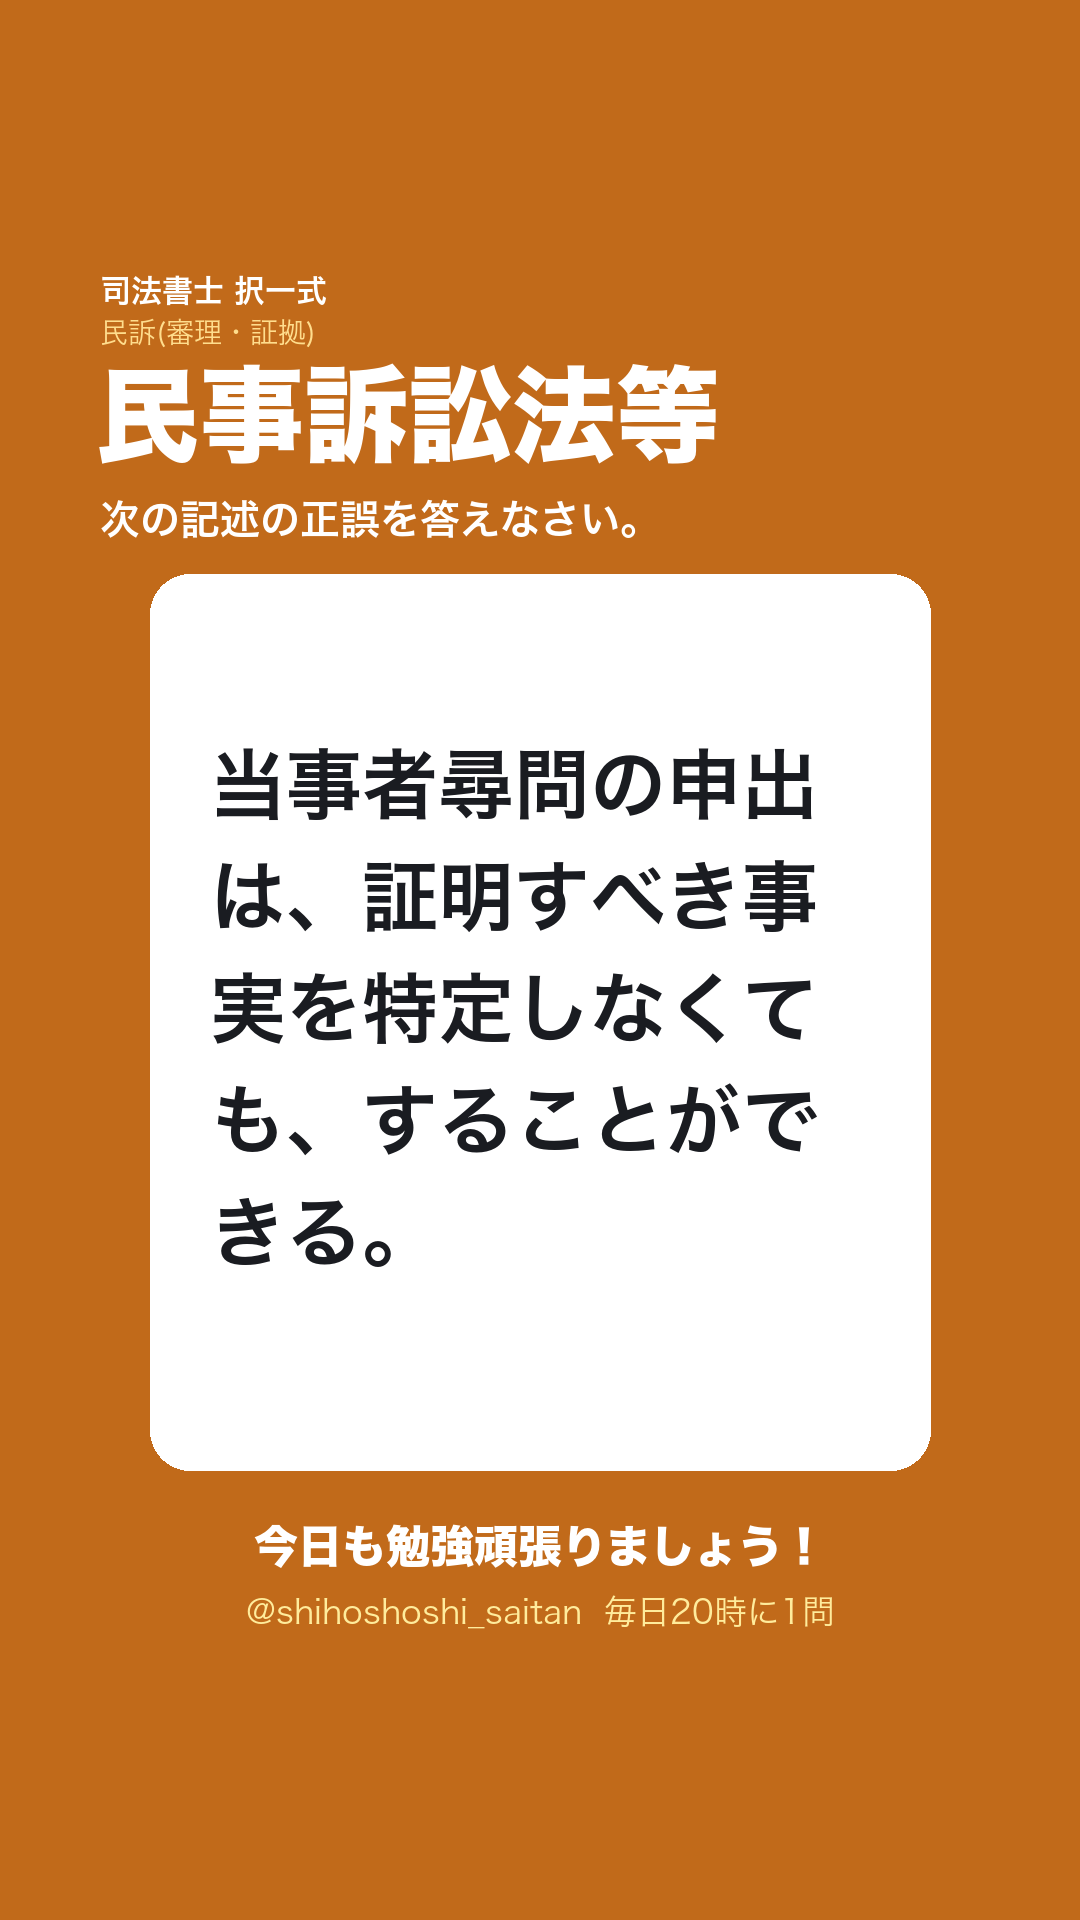 司法書士 択一式
民訴(審理・証拠)
民事訴訟法等
次の記述の正誤を答えなさい。
当事者尋問の申出
は、証明すべき事
実を特定しなくて
も、することがで
きる。
今日も勉強頑張りましょう！
@shihoshoshi_saitan 毎日20時に1問